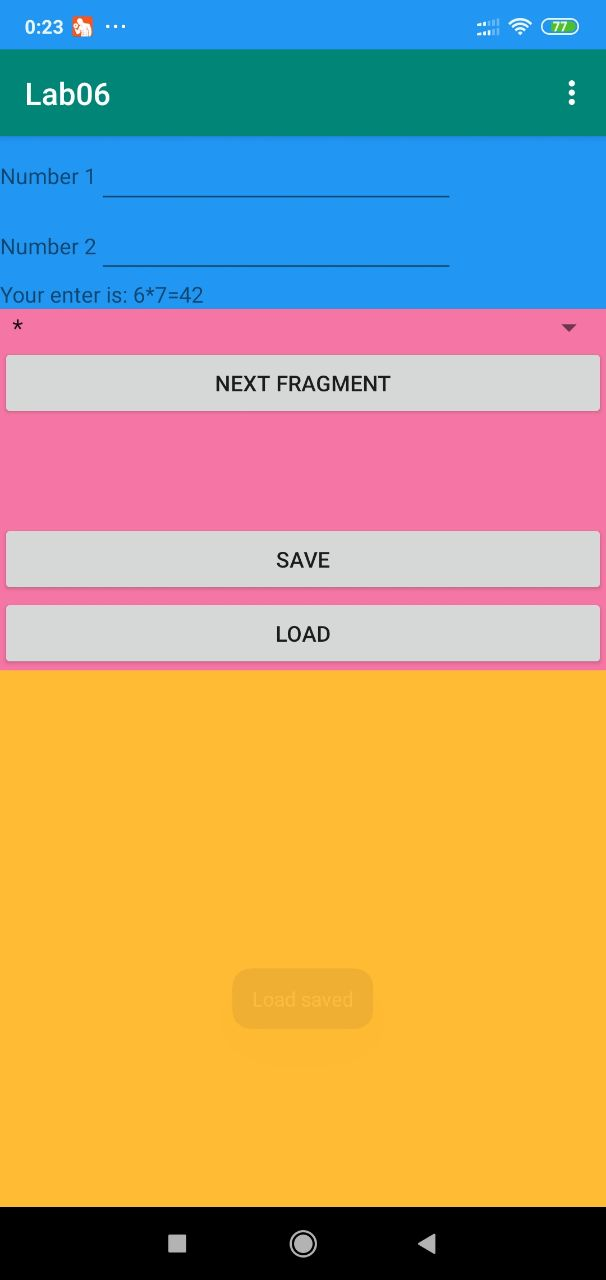 0:23 ... 77
Lab06
Number 1
Number 2
Your enter is: 6*7=42
*
NEXT FRAGMENT
SAVE
LOAD
Load saved